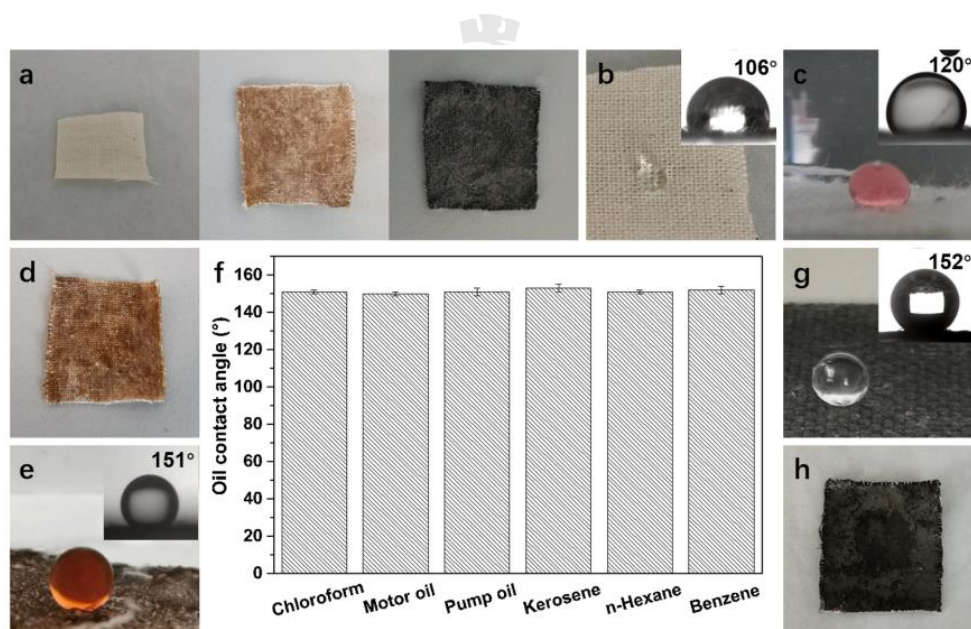 a
b
106°
c
120°
d
e
151°
f
Oil contact angle (°)
160
140
120
100
80
60
40
20
0
Chloroform
Motor oil
Pump oil
Kerosene
n-Hexane
Benzene
g
152°
h